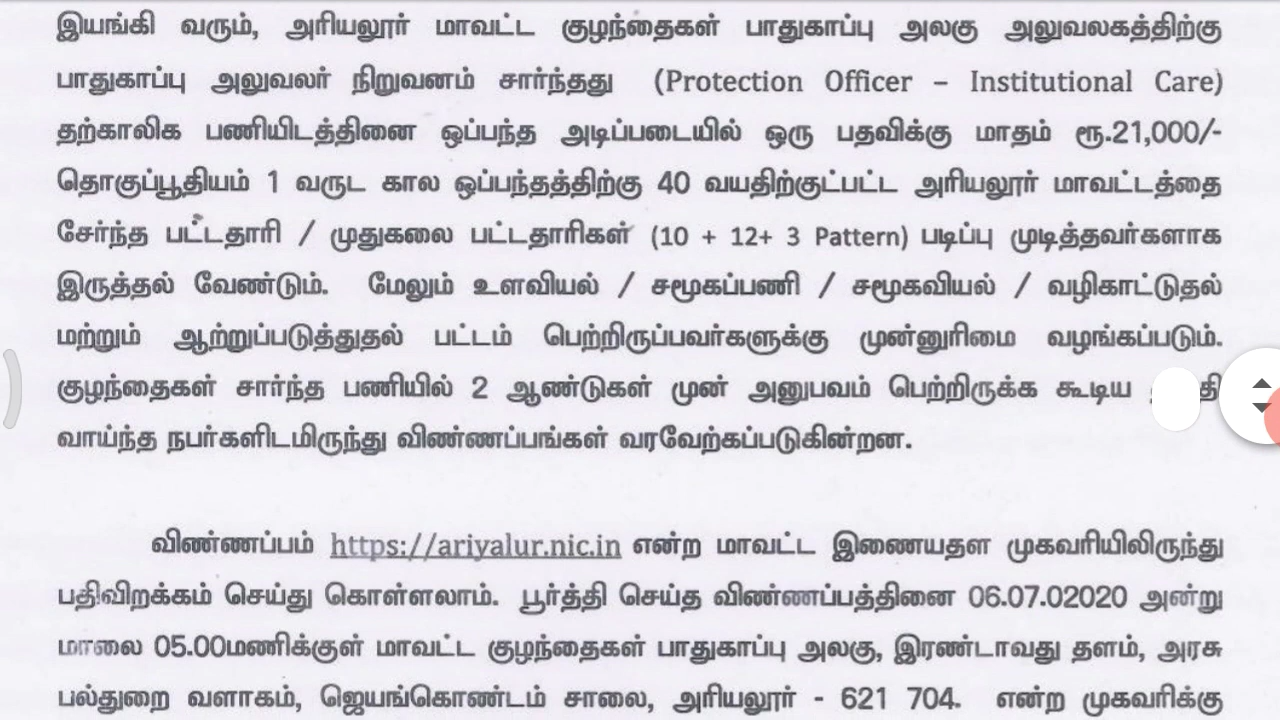 இயங்கி வரும், அரியலூர் மாவட்ட குழந்தைகள் பாதுகாப்பு அலகு அலுவலகத்திற்கு
பாதுகாப்பு அலுவலர் நிறுவனம் சார்ந்தது (Protection Officer – Institutional Care)
தற்காலிக பணியிடத்தினை ஒப்பந்த அடிப்படையில் ஒரு பதவிக்கு மாதம் ரூ.21,000/-
தொகுப்பூதியம் 1 வருட கால ஒப்பந்தத்திற்கு 40 வயதிற்குட்பட்ட அரியலூர் மாவட்டத்தை
சேர்ந்த பட்டதாரி / முதுகலை பட்டதாரிகள் (10 + 12+ 3 Pattern) படிப்பு முடித்தவர்களாக
இருத்தல் வேண்டும். மேலும் உளவியல் / சமூகப்பணி / சமூகவியல் / வழிகாட்டுதல்
மற்றும் ஆற்றுப்படுத்துதல் பட்டம் பெற்றிருப்பவர்களுக்கு முன்னுரிமை வழங்கப்படும்.
குழந்தைகள் சார்ந்த பணியில் 2 ஆண்டுகள் முன் அனுபவம் பெற்றிருக்க கூடிய
வாய்ந்த நபர்களிடமிருந்து விண்ணப்பங்கள் வரவேற்கப்படுகின்றன.
விண்ணப்பம் https://ariyalur.nic.in என்ற மாவட்ட இணையதள முகவரியிலிருந்து
பதிவிறக்கம் செய்து கொள்ளலாம். பூர்த்தி செய்த விண்ணப்பத்தினை 06.07.02020 அன்று
மாலை 05.00மணிக்குள் மாவட்ட குழந்தைகள் பாதுகாப்பு அலகு, இரண்டாவது தளம், அரசு
பல்துறை வளாகம், ஜெயங்கொண்டம் சாலை, அரியலூர் - 621 704. என்ற முகவரிக்கு